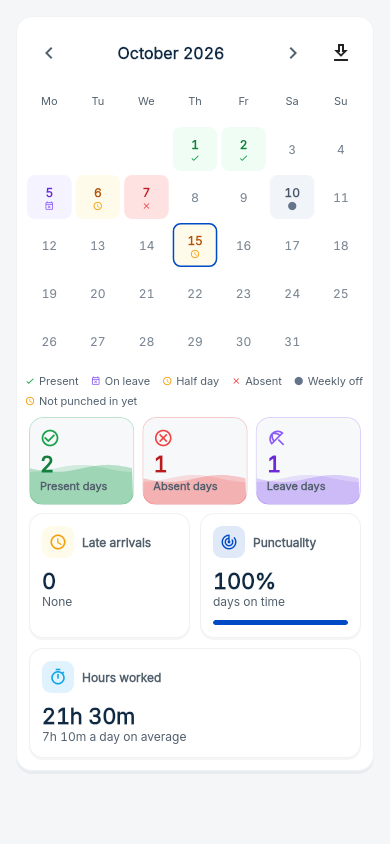 October 2026
Mo Tu We Th Fr Sa Su
1 2 3 4
5 6 7 8 9 10 11
12 13 14 15 16 17 18
19 20 21 22 23 24 25
26 27 28 29 30 31
Present On leave Half day Absent Weekly off
Not punched in yet
2 1 1
Present days Absent days Leave days
Late arrivals Punctuality
0 100%
None days on time
Hours worked
21h 30m
7h 10m a day on average